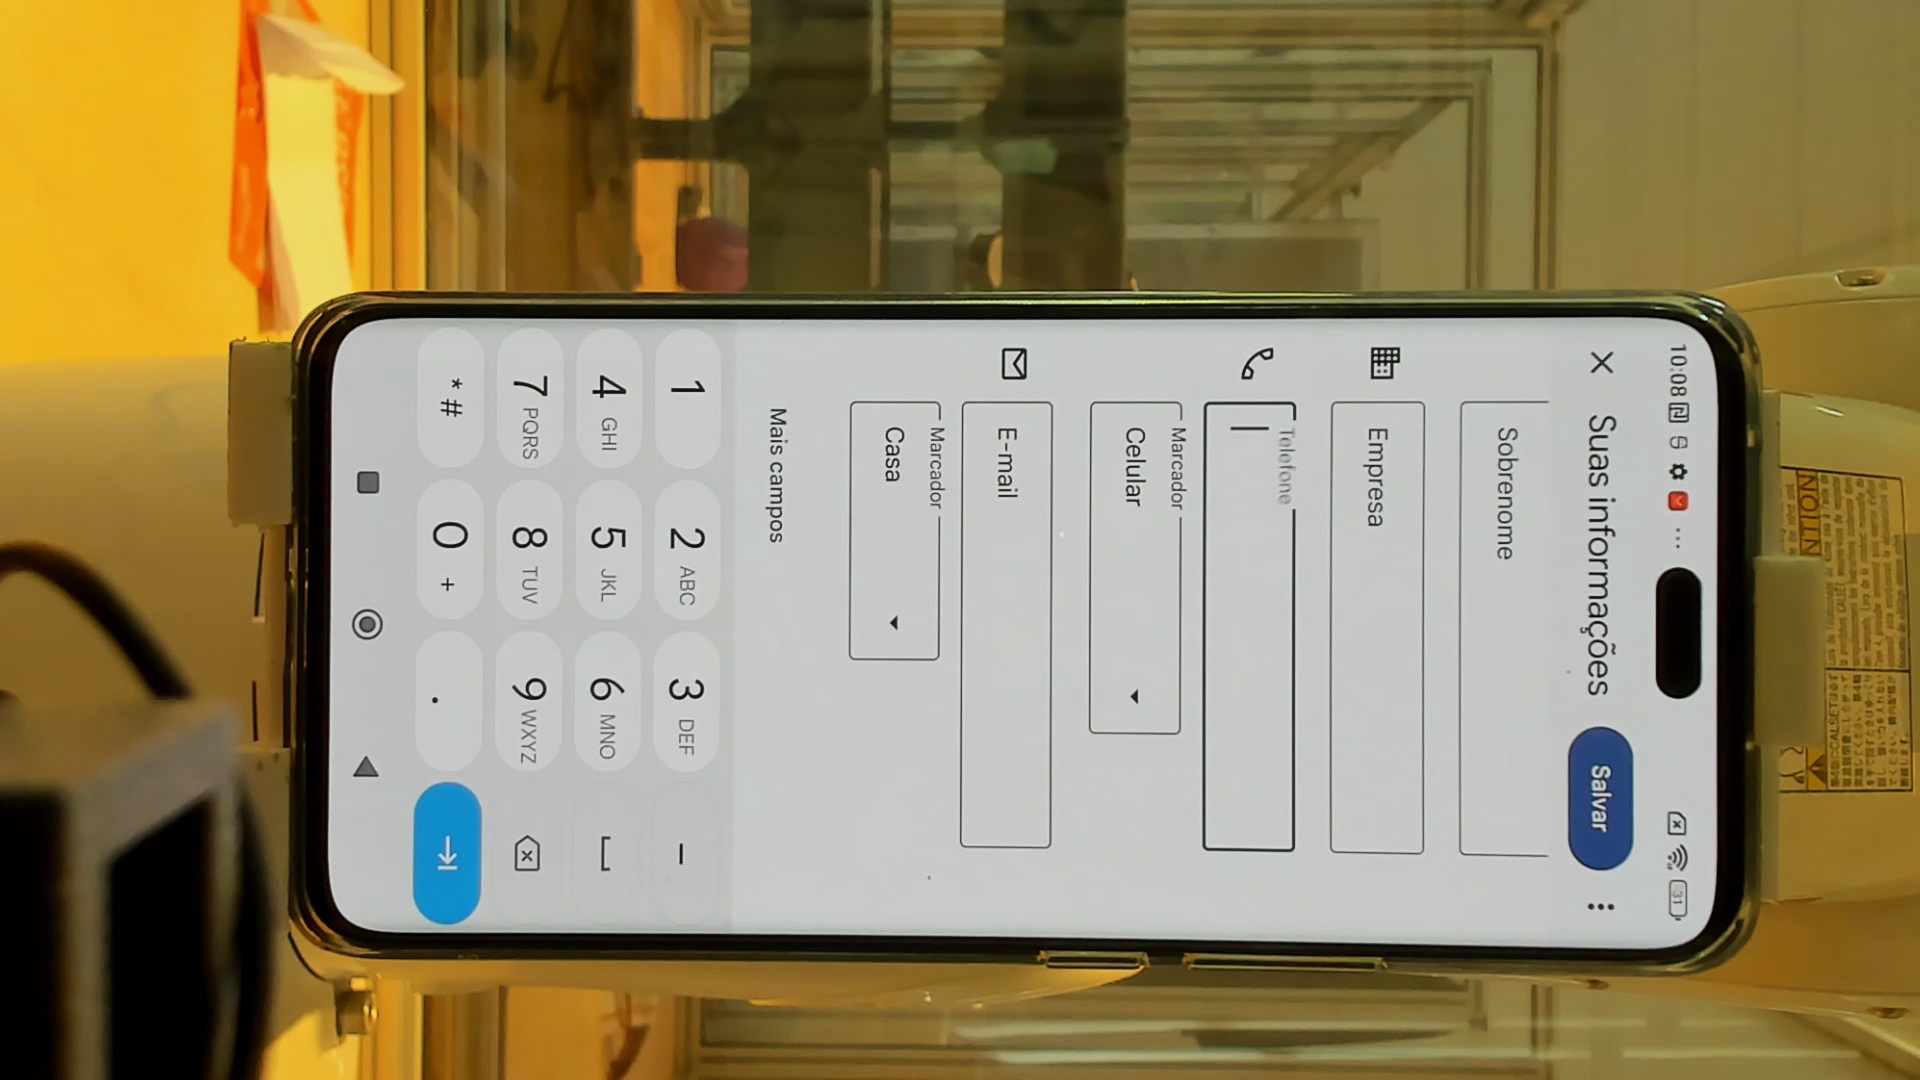 10:08 ... 31
Suas informações
Salvar
Sobrenome
Empresa
Telefone
Marcador
Celular
E-mail
Marcador
Casa
Mais campos
1
2 ABC
3 DEF
-
4 GHI
5 JKL
6 MNO
7 PQRS
8 TUV
9 WXYZ
*#
0 +
.